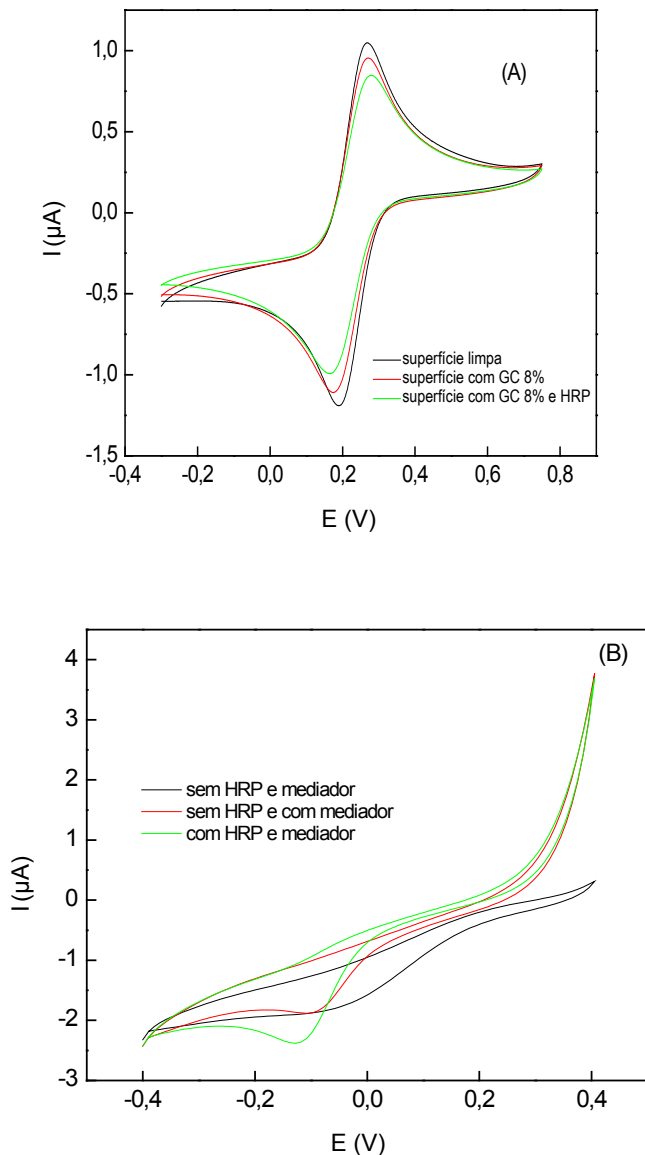 1,0
(A)
0,5
0,0
I (µA)
-0,5
superfície limpa
-1,0
superfície com GC 8%
superfície com GC 8% e HRP
-1,5
-0,4 -0,2 0,0 0,2 0,4 0,6 0,8
E (V)
4
(B)
3
2
sem HRP e mediador
1
sem HRP e com mediador
com HRP e mediador
I (µA)
0
-1
-2
-3
-0,4 -0,2 0,0 0,2 0,4
E (V)